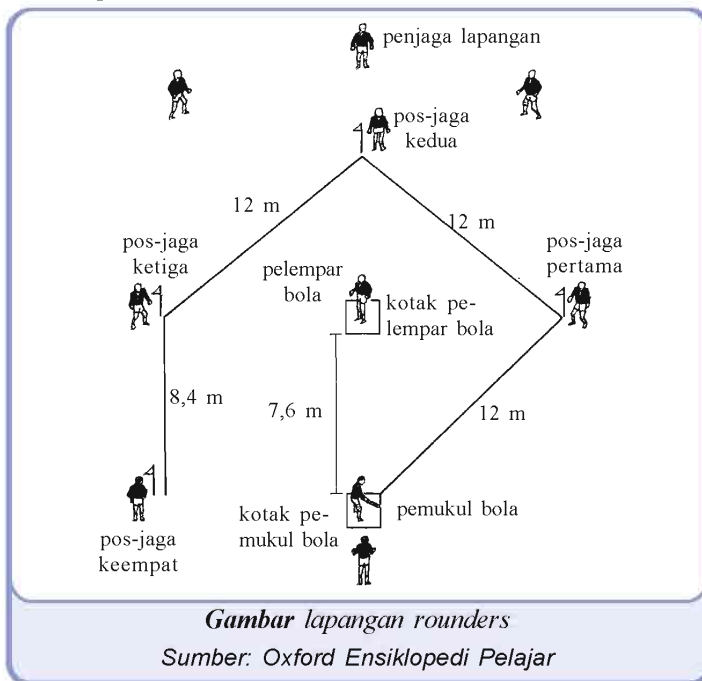 penjaga lapangan
pos-jaga
kedua
12 m
12 m
pos-jaga
ketiga
pelempar
bola
kotak pe-
lempar bola
pos-jaga
pertama
8,4 m
7,6 m
12 m
pos-jaga
keempat
kotak pe-
mukul bola
pemukul bola
Gambar lapangan rounders
Sumber: Oxford Ensiklopedi Pelajar